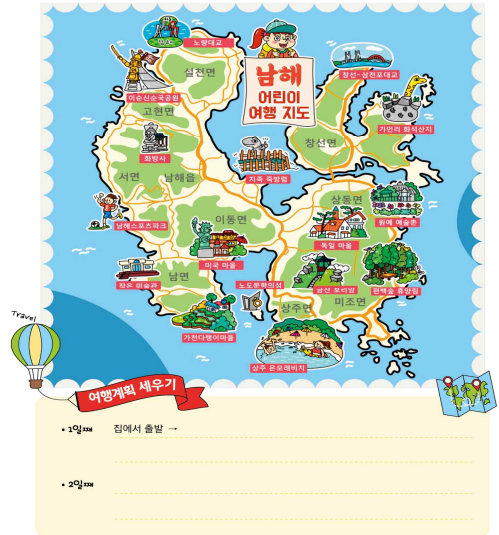 노량대교
설천면
남해
어린이
여행 지도
창선-삼천포대교
이순신순국공원
고현면
가인리 화석산지
화방사
창선면
서면
남해읍
지족 죽방렴
삼동면
이동면
원예 예술촌
남해스포츠파크
독일 마을
미국 마을
작은 미술관
남면
노도문학의섬
금산 보리암
편백숲 휴양림
상주면
미조면
가천다랭이마을
상주 은모래비치
Travel
여행계획 세우기
• 1일째 집에서 출발 →
• 2일째